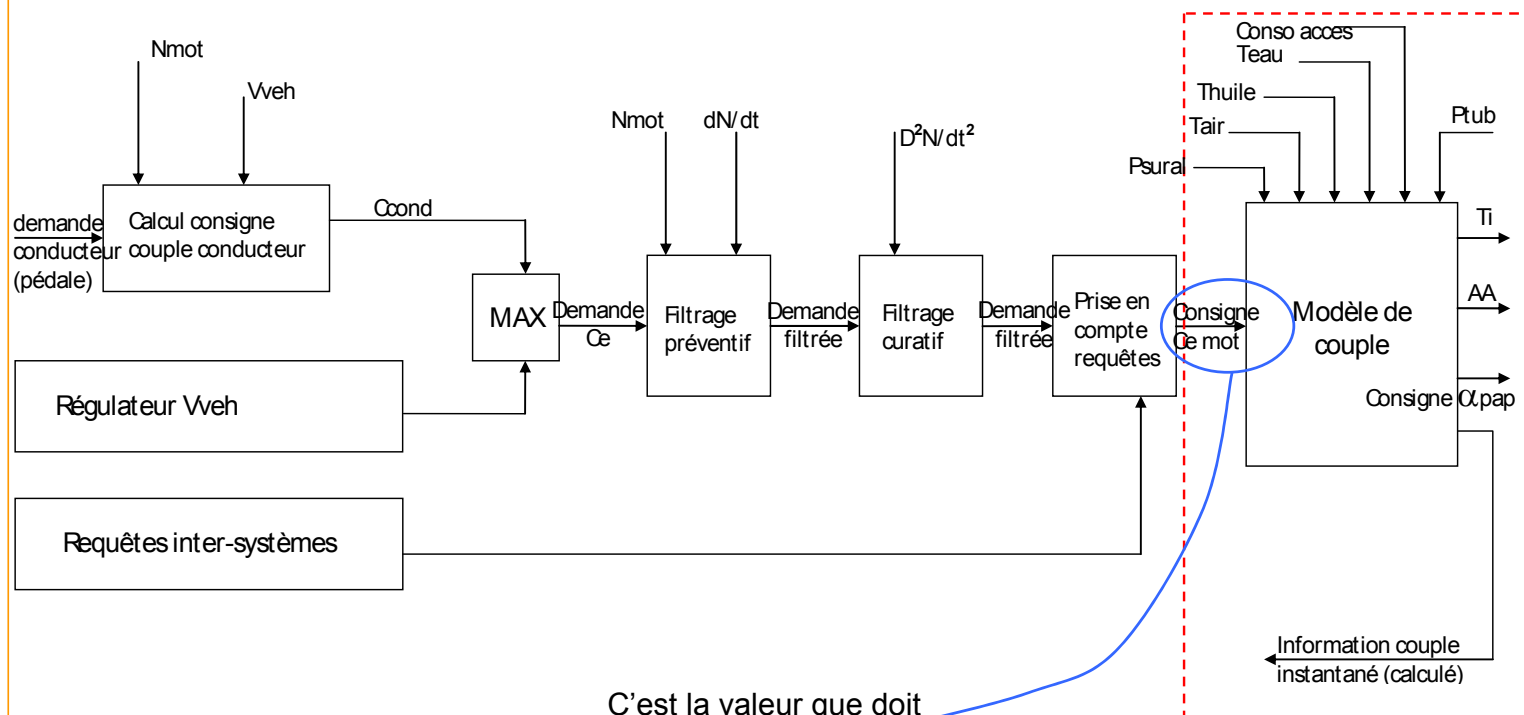 Conso acces
Nmot
Teau
Vveh
Thuile
Nmot
dN/dt
Ptub
Tair
D²N/dt²
Psural
demande
conducteur
(pédale)
Calcul consigne
couple conducteur
Ccond
Ti
MAX
Demande
Ce
Filtrage
préventif
Demande
filtrée
Filtrage
curatif
Demande
filtrée
Prise en
compte
requêtes
Consigne
Ce mot
Modèle de
couple
AA
Consigne α pap
Régulateur Vveh
Requêtes inter-systèmes
Information couple
instantané (calculé)
C'est la valeur que doit